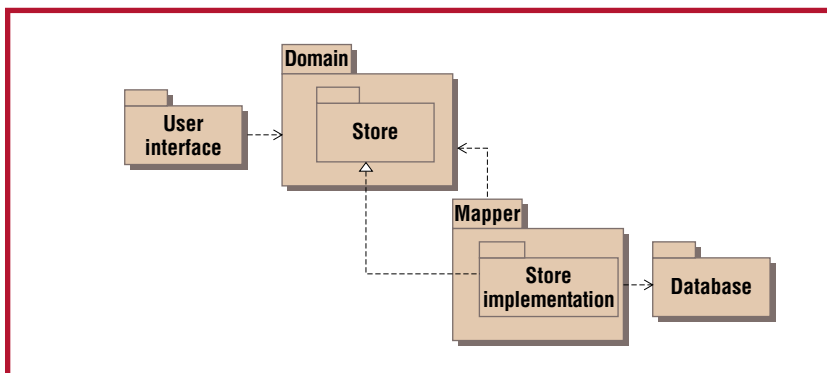 Domain
User
interface
Store
Mapper
Store
implementation
Database